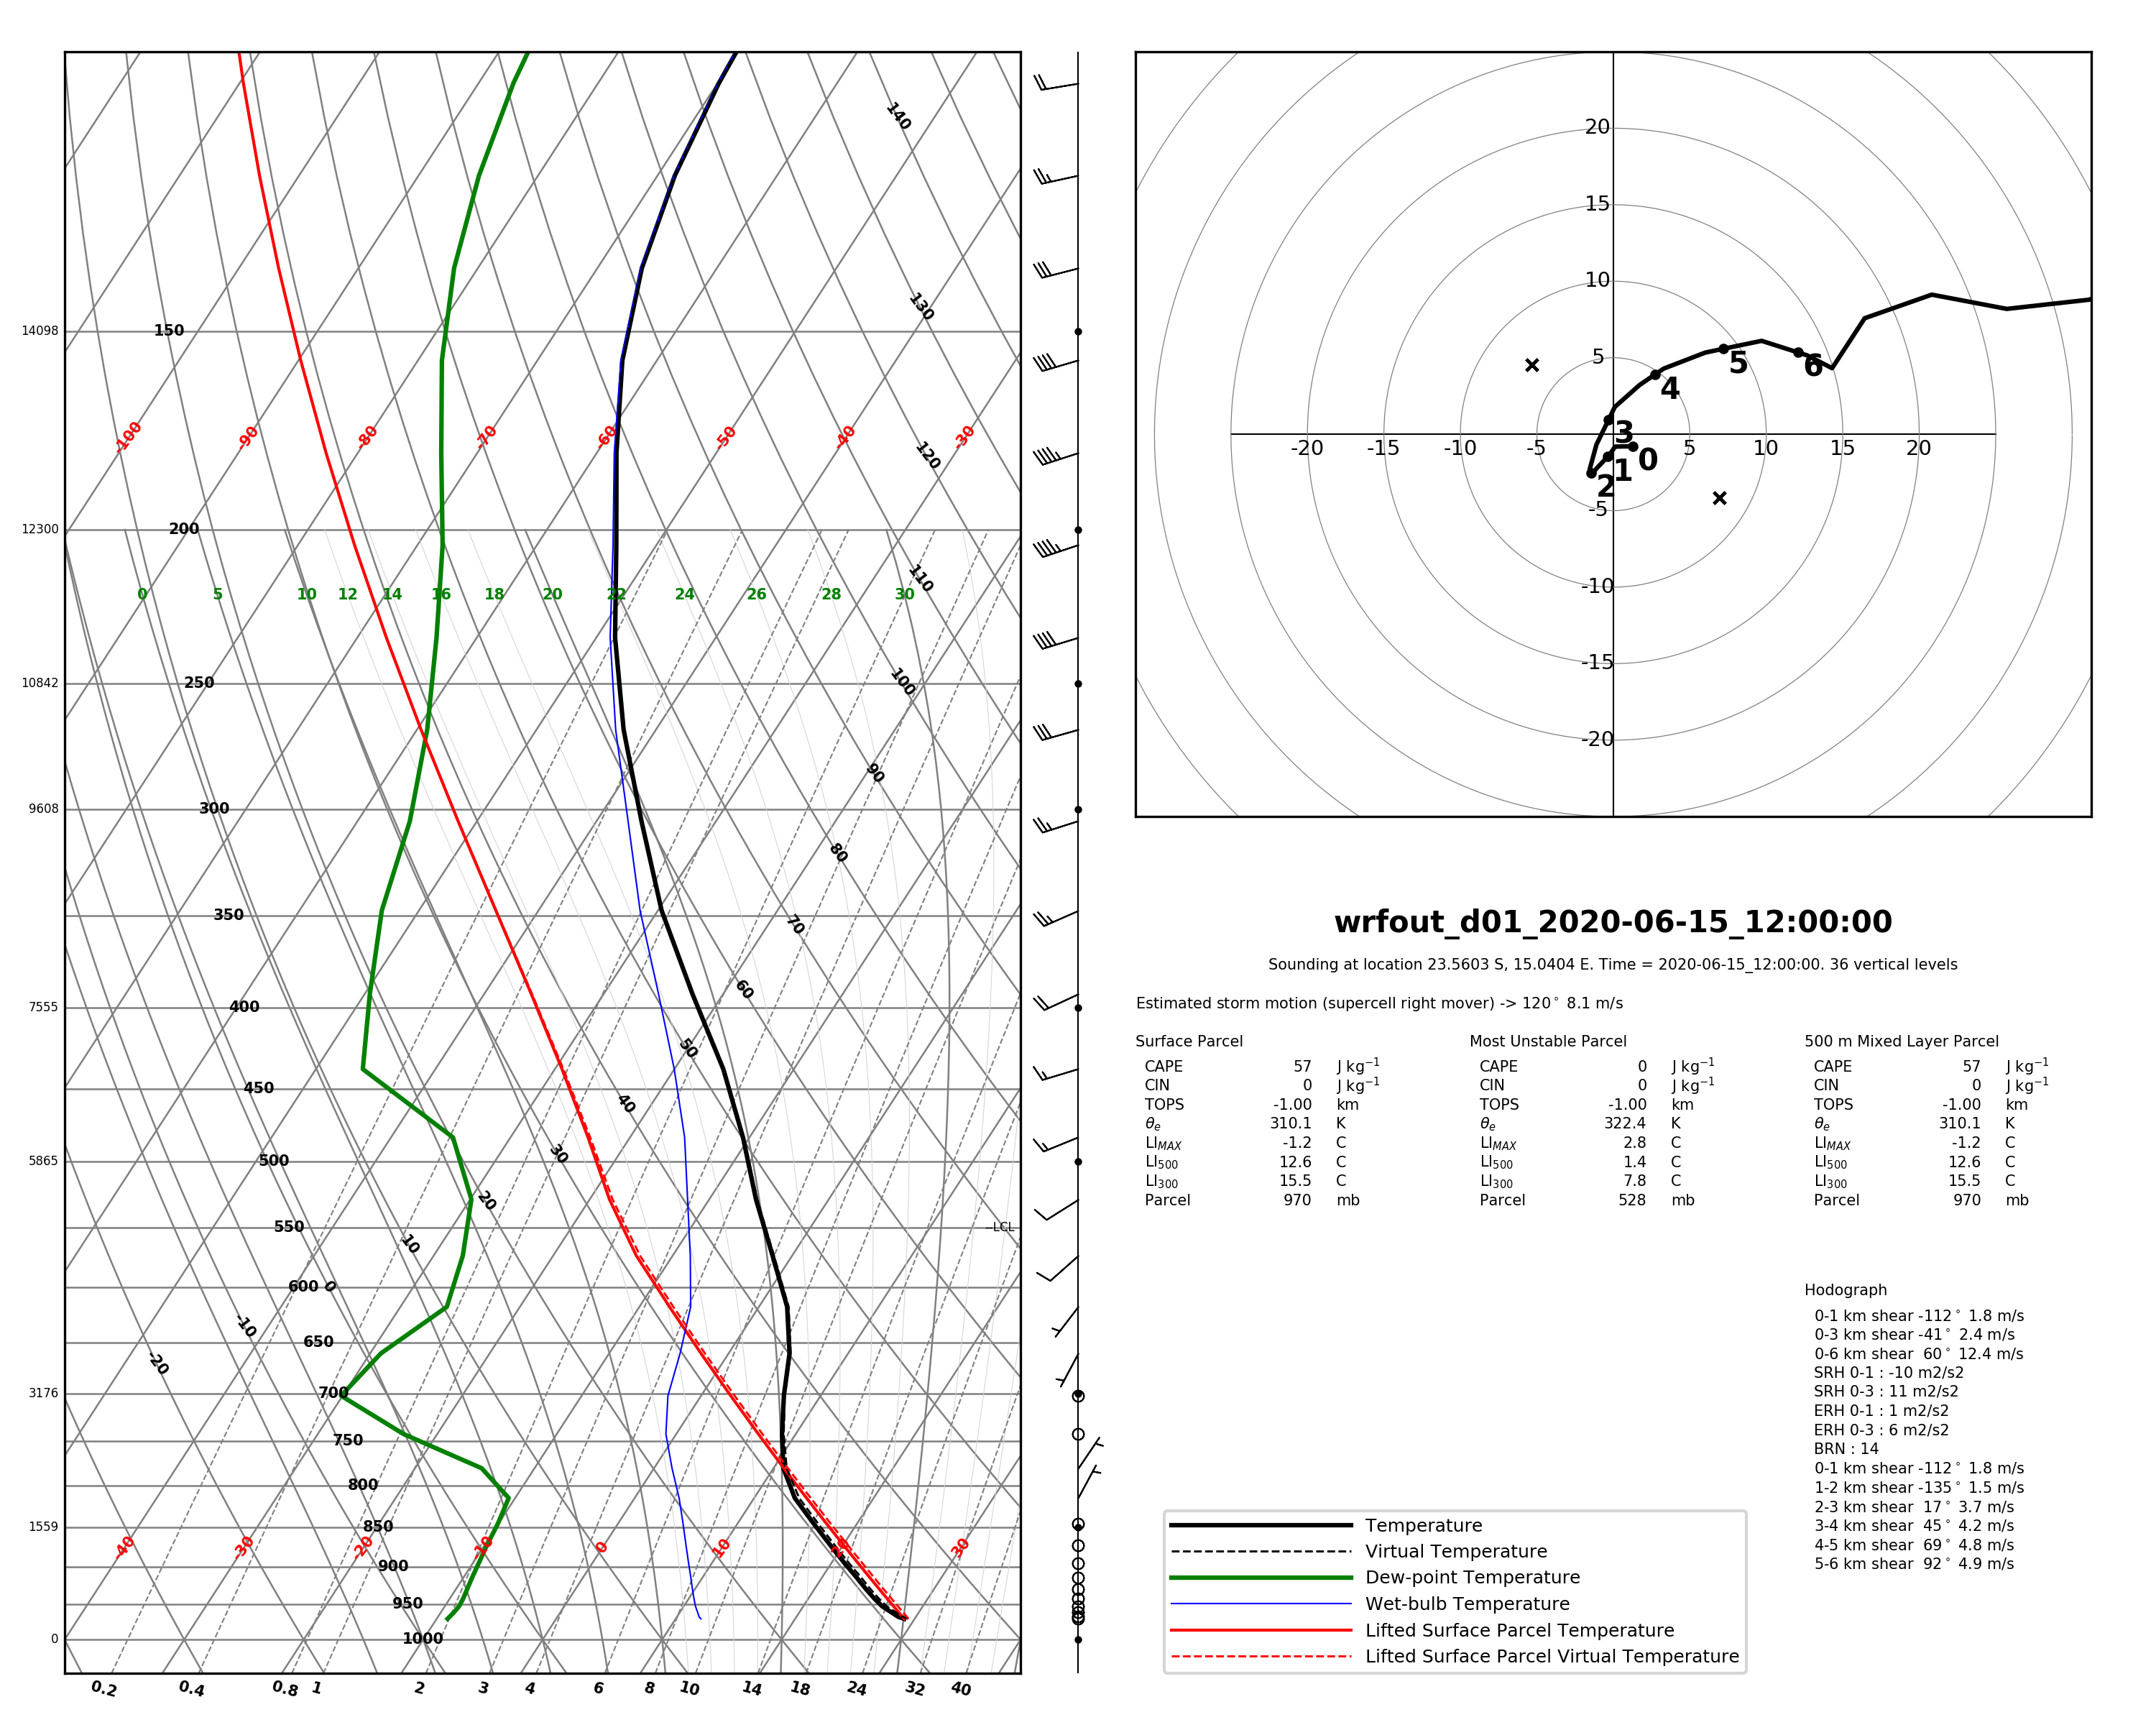 140
130
120
110
100
90
80
70
60
50
40
30
20
10
0
-10
-20
14098 150
-100 -90 -80 -70 -60 -50 -40 -30
12300 200
0 5 10 12 14 16 18 20 22 24 26 28 30
10842 250
9608 300
350
7555 400
450
5865 500
550 --LCL
600
650
3176 700
750
800
1559 850
-40 -30 -20 -10 0 10 20 30
900
950
0 1000
0.2 0.4 0.8 1 2 3 4 6 8 10 14 18 24 32 40
20
15
10
5
-20 -15 -10 -5 5 10 15 20
-5
-10
-15
-20
0
1
2
3
4
5
6
wrfout_d01_2020-06-15_12:00:00
Sounding at location 23.5603 S, 15.0404 E. Time = 2020-06-15_12:00:00. 36 vertical levels
Estimated storm motion (supercell right mover) -> 120° 8.1 m/s
Surface Parcel
CAPE 57 J kg⁻¹
CIN 0 J kg⁻¹
TOPS -1.00 km
θe 310.1 K
LIMAX -1.2 C
LI500 12.6 C
LI300 15.5 C
Parcel 970 mb
Most Unstable Parcel
CAPE 0 J kg⁻¹
CIN 0 J kg⁻¹
TOPS -1.00 km
θe 322.4 K
LIMAX 2.8 C
LI500 1.4 C
LI300 7.8 C
Parcel 528 mb
500 m Mixed Layer Parcel
CAPE 57 J kg⁻¹
CIN 0 J kg⁻¹
TOPS -1.00 km
θe 310.1 K
LIMAX -1.2 C
LI500 12.6 C
LI300 15.5 C
Parcel 970 mb
Hodograph
0-1 km shear -112° 1.8 m/s
0-3 km shear -41° 2.4 m/s
0-6 km shear 60° 12.4 m/s
SRH 0-1 : -10 m2/s2
SRH 0-3 : 11 m2/s2
ERH 0-1 : 1 m2/s2
ERH 0-3 : 6 m2/s2
BRN : 14
0-1 km shear -112° 1.8 m/s
1-2 km shear -135° 1.5 m/s
2-3 km shear 17° 3.7 m/s
3-4 km shear 45° 4.2 m/s
4-5 km shear 69° 4.8 m/s
5-6 km shear 92° 4.9 m/s
Temperature
Virtual Temperature
Dew-point Temperature
Wet-bulb Temperature
Lifted Surface Parcel Temperature
Lifted Surface Parcel Virtual Temperature